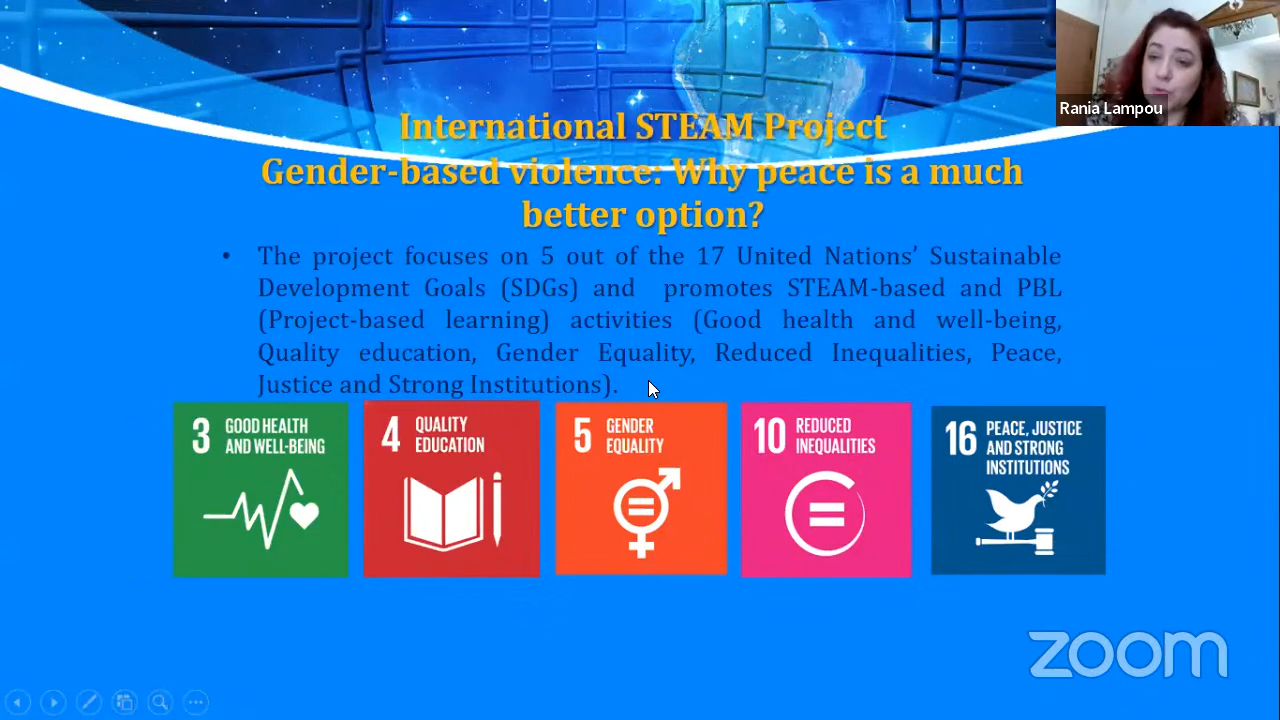 Rania Lampou
International STEAM Project
Gender-based violence: Why peace is a much
better option?
• The project focuses on 5 out of the 17 United Nations’ Sustainable
Development Goals (SDGs) and promotes STEAM-based and PBL
(Project-based learning) activities (Good health and well-being,
Quality education, Gender Equality, Reduced Inequalities, Peace,
Justice and Strong Institutions).
3 GOOD HEALTH
AND WELL-BEING
4 QUALITY
EDUCATION
5 GENDER
EQUALITY
10 REDUCED
INEQUALITIES
16 PEACE, JUSTICE
AND STRONG
INSTITUTIONS
zoom